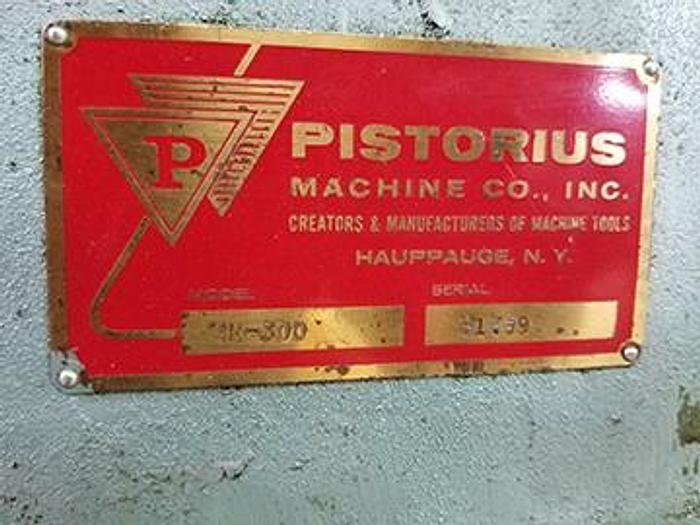 P
PISTORIUS
MACHINE CO., INC.
CREATORS & MANUFACTURERS OF MACHINE TOOLS
HAUPPAUGE, N. Y.
MODEL
SERIAL